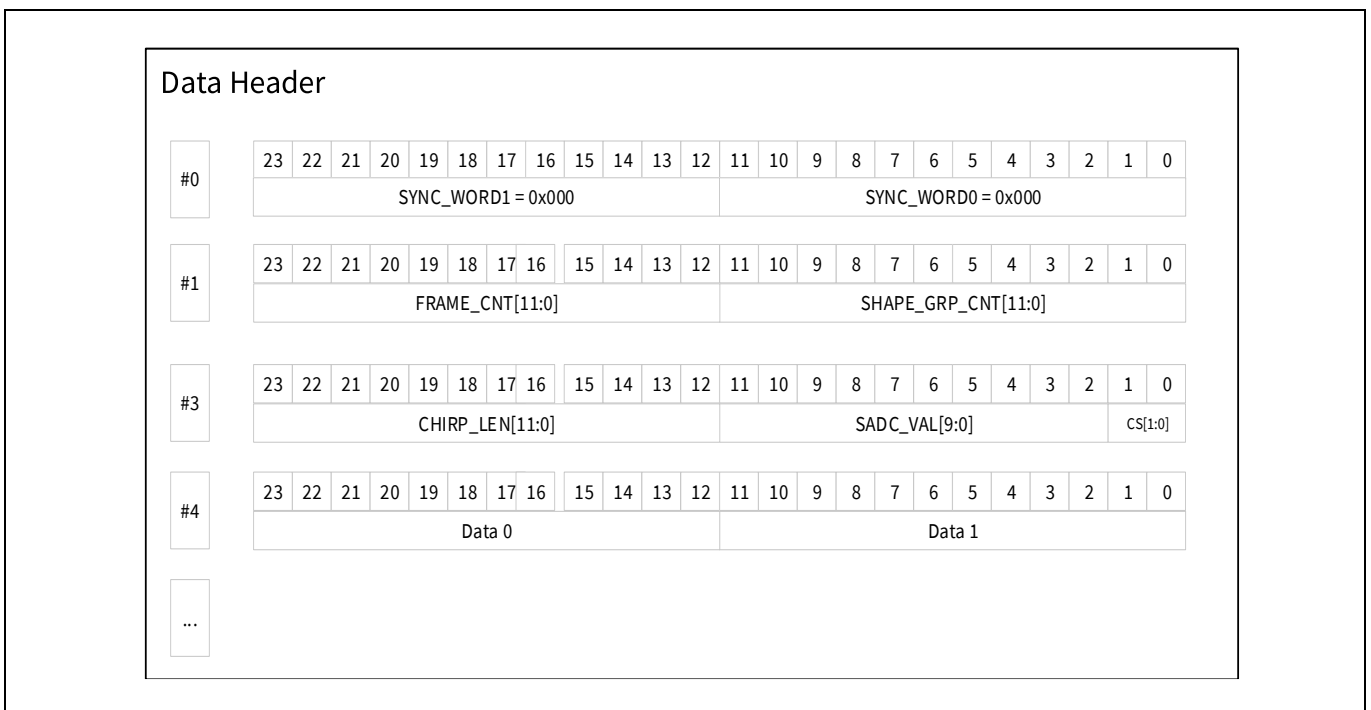 Data Header
#0
23 22 21 20 19 18 17 16 15 14 13 12 11 10 9 8 7 6 5 4 3 2 1 0
SYNC_WORD1 = 0x000 SYNC_WORD0 = 0x000
#1
23 22 21 20 19 18 17 16 15 14 13 12 11 10 9 8 7 6 5 4 3 2 1 0
FRAME_CNT[11:0] SHAPE_GRP_CNT[11:0]
#3
23 22 21 20 19 18 17 16 15 14 13 12 11 10 9 8 7 6 5 4 3 2 1 0
CHIRP_LEN[11:0] SADC_VAL[9:0] CS[1:0]
#4
23 22 21 20 19 18 17 16 15 14 13 12 11 10 9 8 7 6 5 4 3 2 1 0
Data 0 Data 1
...